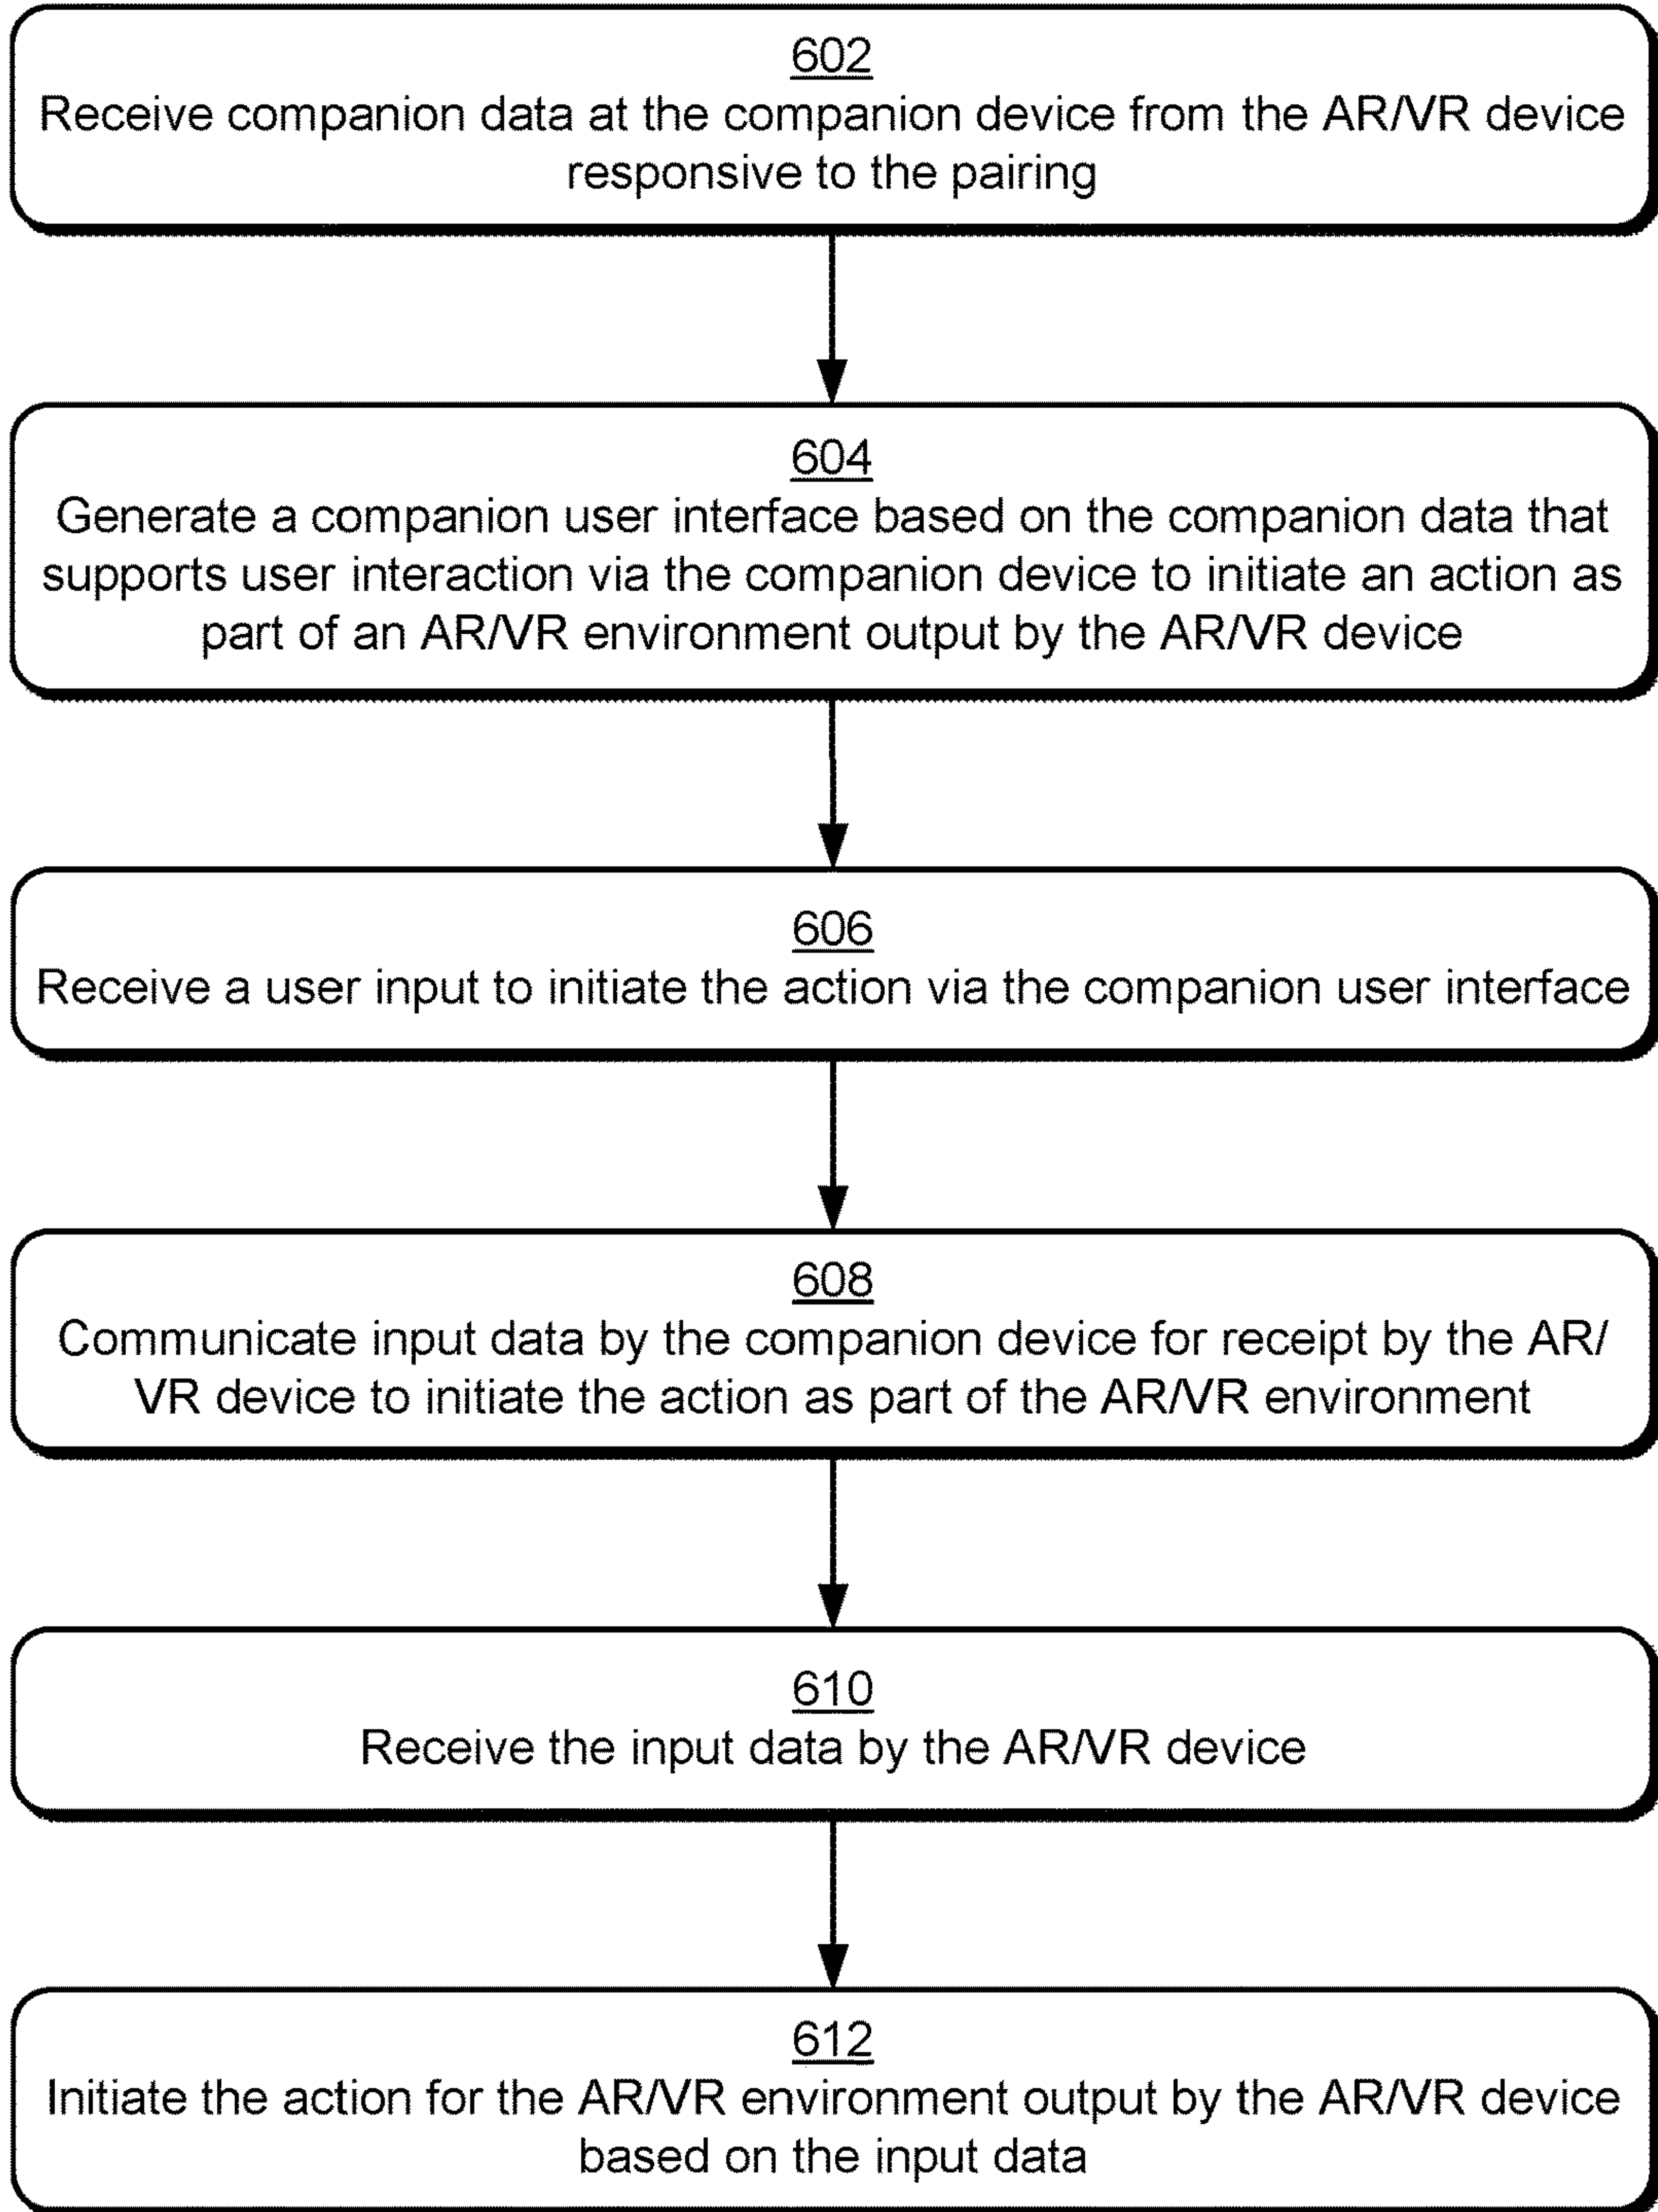 602
Receive companion data at the companion device from the AR/VR device
responsive to the pairing
604
Generate a companion user interface based on the companion data that
supports user interaction via the companion device to initiate an action as
part of an AR/VR environment output by the AR/VR device
606
Receive a user input to initiate the action via the companion user interface
608
Communicate input data by the companion device for receipt by the AR/
VR device to initiate the action as part of the AR/VR environment
610
Receive the input data by the AR/VR device
612
Initiate the action for the AR/VR environment output by the AR/VR device
based on the input data